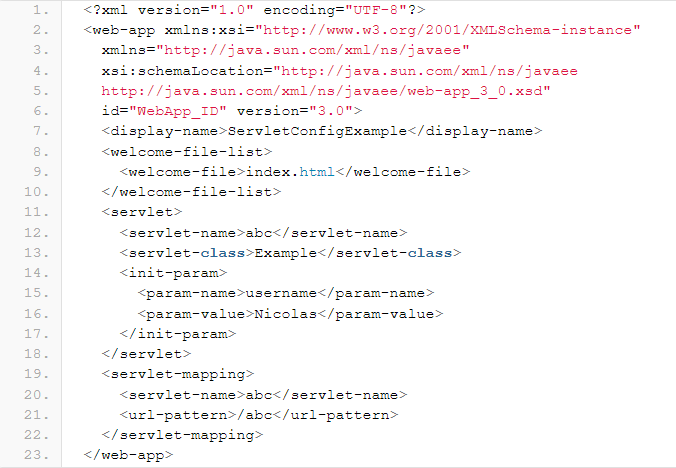 1. <?xml version="1.0" encoding="UTF-8"?>
2. <web-app xmlns:xsi="http://www.w3.org/2001/XMLSchema-instance"
3. xmlns="http://java.sun.com/xml/ns/javaee"
4. xsi:schemaLocation="http://java.sun.com/xml/ns/javaee
5. http://java.sun.com/xml/ns/javaee/web-app_3_0.xsd"
6. id="WebApp_ID" version="3.0">
7. <display-name>ServletConfigExample</display-name>
8. <welcome-file-list>
9. <welcome-file>index.html</welcome-file>
10. </welcome-file-list>
11. <servlet>
12. <servlet-name>abc</servlet-name>
13. <servlet-class>Example</servlet-class>
14. <init-param>
15. <param-name>username</param-name>
16. <param-value>Nicolas</param-value>
17. </init-param>
18. </servlet>
19. <servlet-mapping>
20. <servlet-name>abc</servlet-name>
21. <url-pattern>/abc</url-pattern>
22. </servlet-mapping>
23. </web-app>